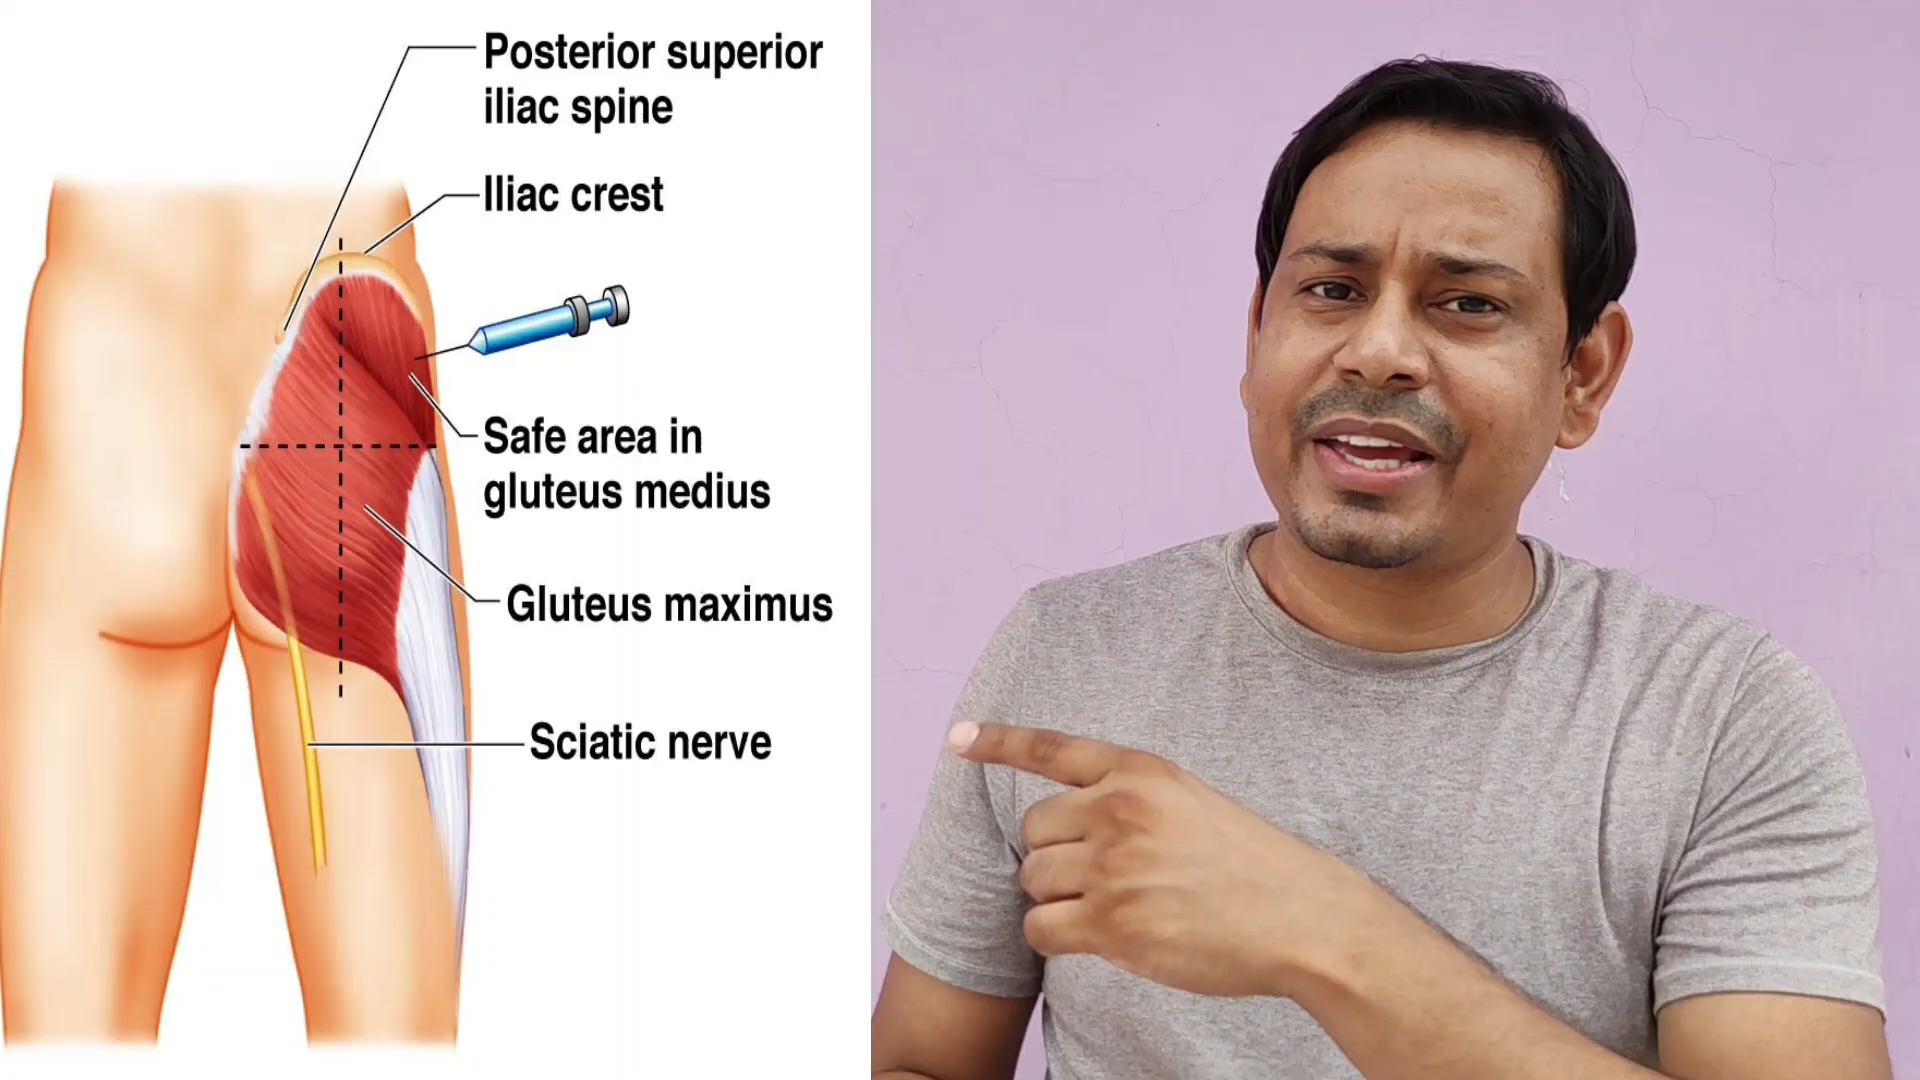 Posterior superior
iliac spine
Iliac crest
Safe area in
gluteus medius
Gluteus maximus
Sciatic nerve